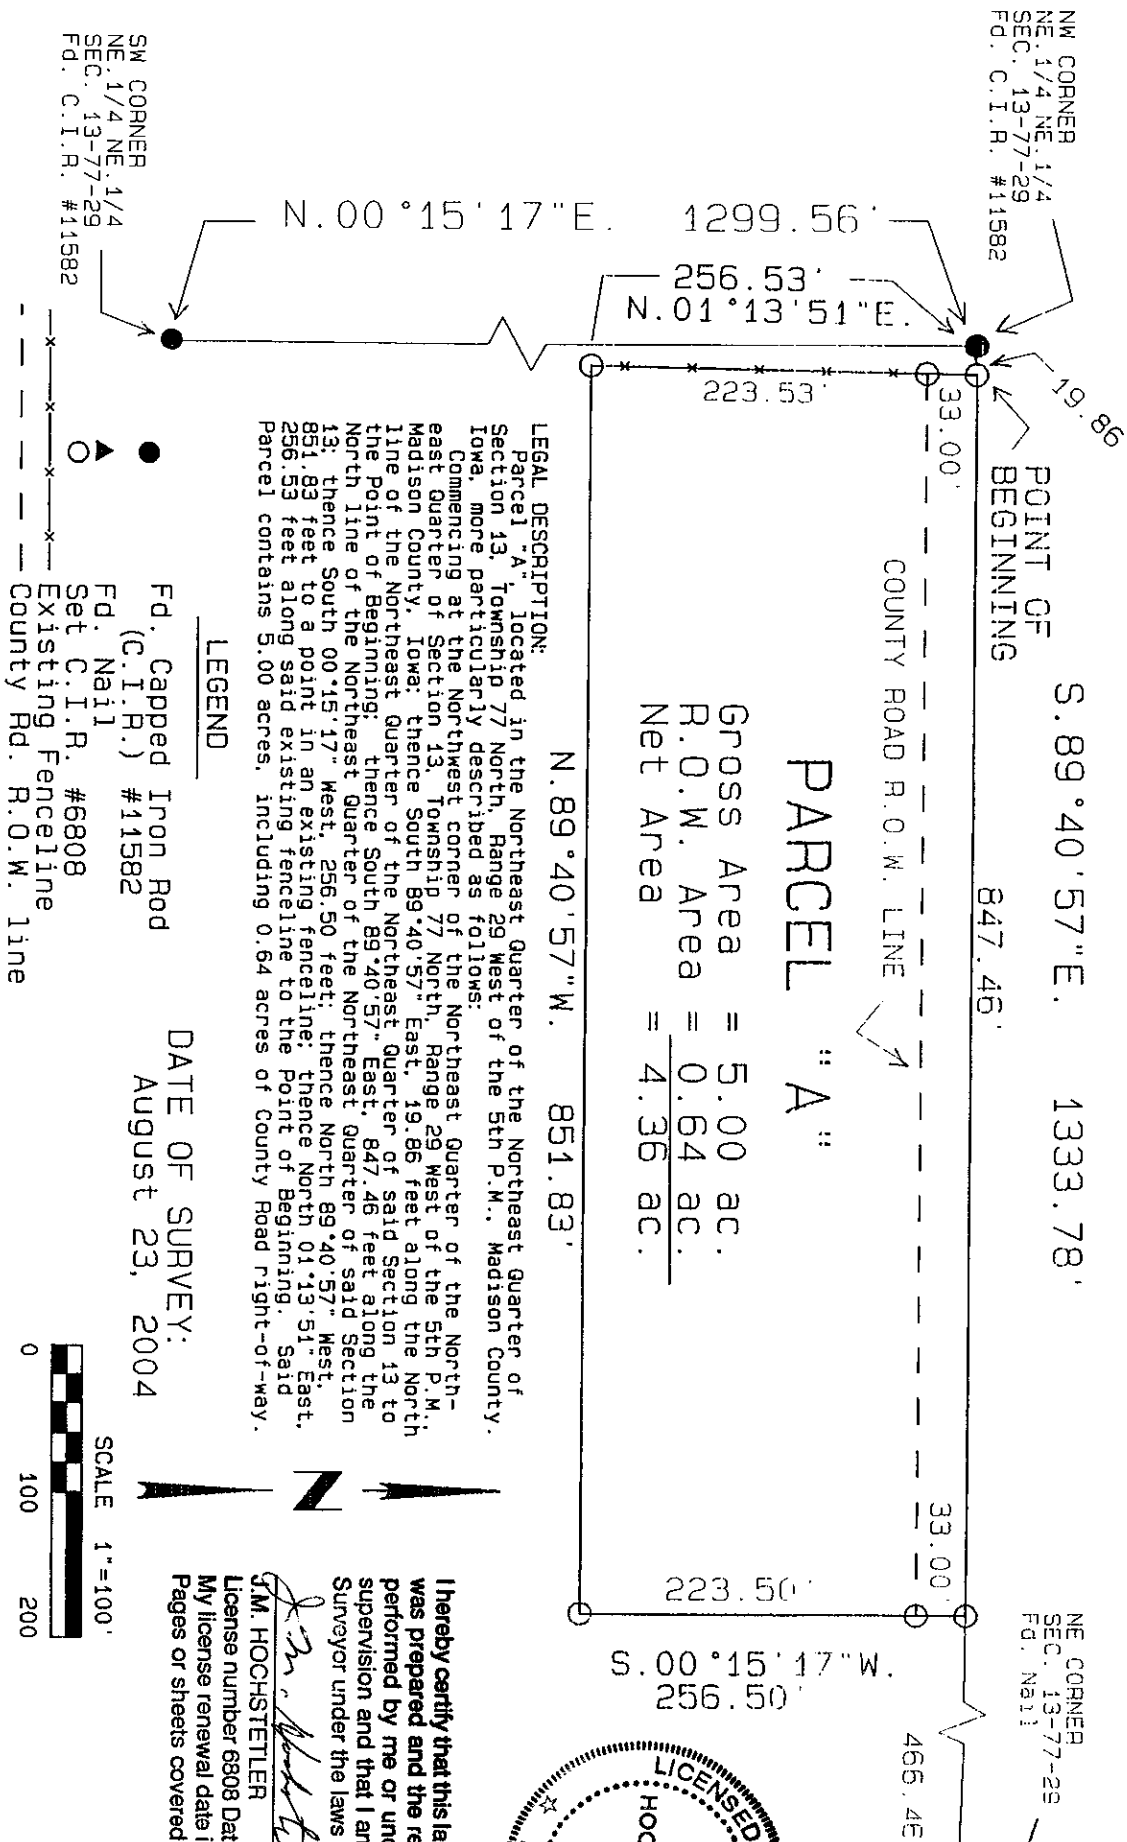 NW CORNER
NE.1/4 NE.1/4
SEC. 13-77-29
Fd. C.I.R. #11582
S.89°40'57"E. 1333.78'
NE CORNER
SEC. 13-77-29
Fd. Nail
19.86
POINT OF
BEGINNING
847.46'
466.46
33.00'
33.00'
COUNTY ROAD R.O.W. LINE
N.00°15'17"E. 1299.56'
256.53'
N.01°13'51"E.
223.53'
PARCEL "A"
Gross Area = 5.00 ac.
R.O.W. Area = 0.64 ac.
Net Area = 4.36 ac.
223.50'
S.00°15'17"W.
256.50'
N.89°40'57"W. 851.83'
LEGAL DESCRIPTION:
Parcel "A", located in the Northeast Quarter of the Northeast Quarter of
Section 13, Township 77 North, Range 29 West of the 5th P.M., Madison County,
Iowa, more particularly described as follows:
Commencing at the Northwest corner of the Northeast Quarter of the North-
east Quarter of Section 13, Township 77 North, Range 29 West of the 5th P.M.,
Madison County, Iowa; thence South 89°40'57" East, 19.86 feet along the North
line of the Northeast Quarter of the Northeast Quarter of said Section 13 to
the Point of Beginning; thence South 89°40'57" East, 847.46 feet along the
North line of the Northeast Quarter of the Northeast Quarter of said Section
13; thence South 00°15'17" West, 256.50 feet; thence North 89°40'57" West,
851.83 feet to a point in an existing fenceline; thence North 01°13'51" East,
256.53 feet along said existing fenceline to the Point of Beginning. Said
Parcel contains 5.00 acres, including 0.64 acres of County Road right-of-way.
SW CORNER
NE.1/4 NE.1/4
SEC. 13-77-29
Fd. C.I.R. #11582
LEGEND
Fd. Capped Iron Rod
(C.I.R.) #11582
Fd. Nail
Set C.I.R. #6808
Existing Fenceline
County Rd. R.O.W. line
DATE OF SURVEY:
August 23, 2004
N
SCALE 1"=100'
0 100 200
LICENSED
HOC
I hereby certify that this la
was prepared and the re
performed by me or und
supervision and that I am
Surveyor under the laws
J.M. HOCHSTETLER
License number 6808 Dat
My license renewal date i
Pages or sheets covered